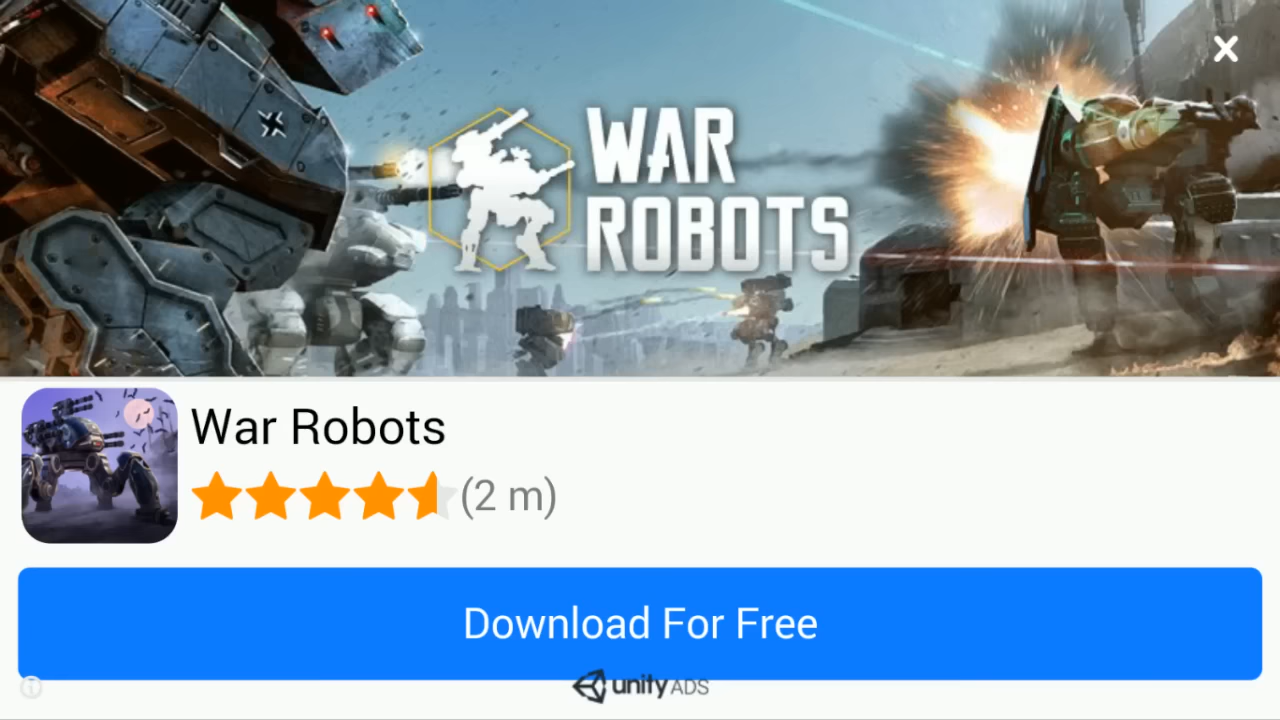 WAR
ROBOTS
War Robots
(2 m)
Download For Free
unity ADS